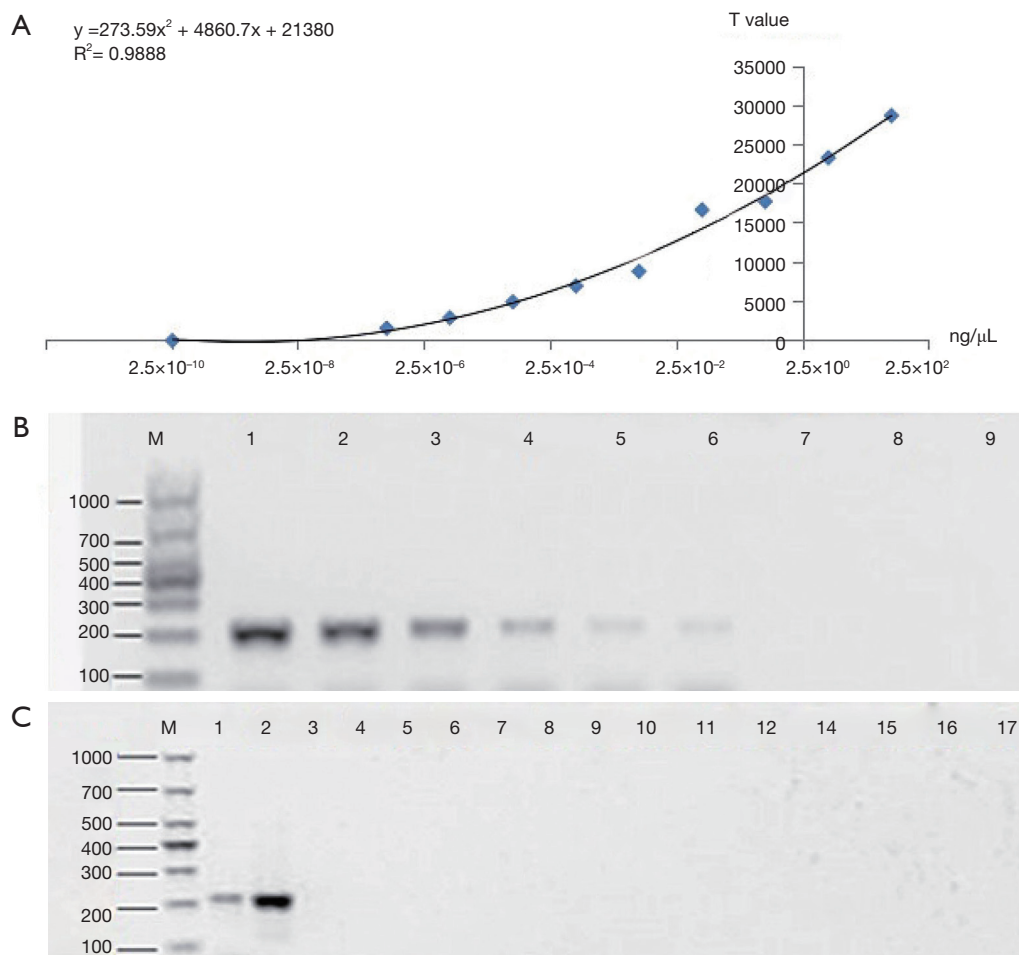 A
y =273.59x² + 4860.7x + 21380
R²= 0.9888
T value
35000
30000
25000
20000
15000
10000
5000
0
ng/μL
2.5×10⁻¹⁰ 2.5×10⁻⁸ 2.5×10⁻⁶ 2.5×10⁻⁴ 2.5×10⁻² 2.5×10⁰ 2.5×10²
B
M 1 2 3 4 5 6 7 8 9
1000
700
500
400
300
200
100
C
M 1 2 3 4 5 6 7 8 9 10 11 12 14 15 16 17
1000
700
500
400
300
200
100